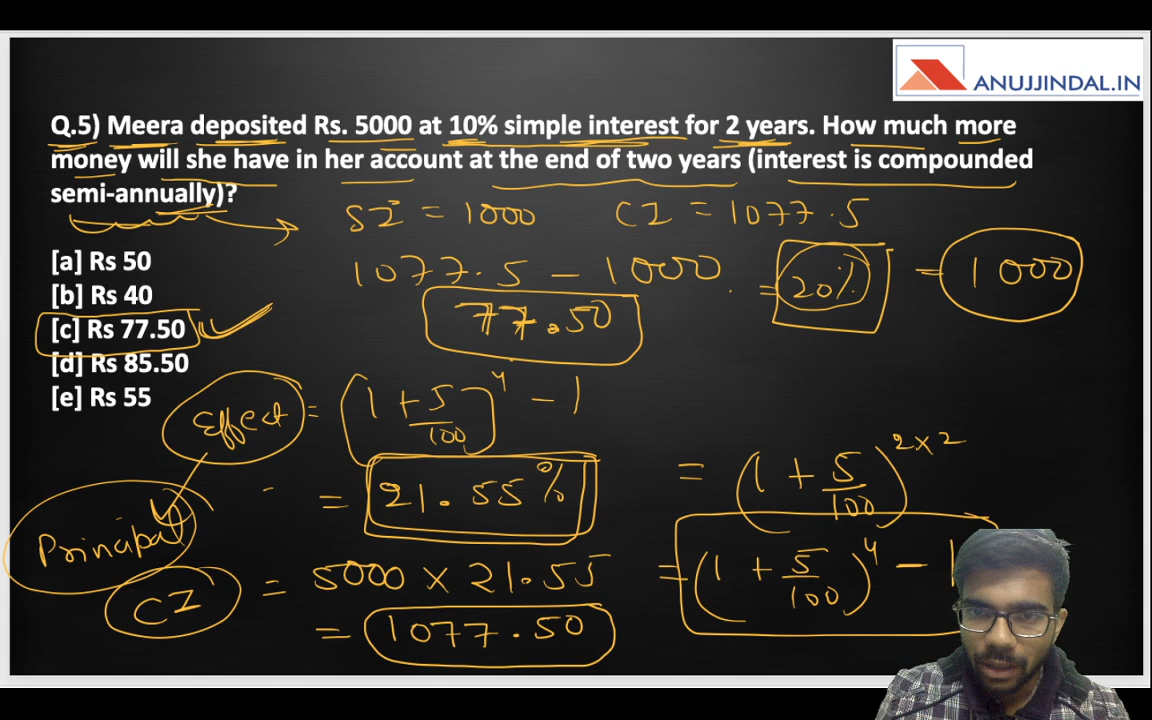 ANUJJINDAL.IN
Q.5) Meera deposited Rs. 5000 at 10% simple interest for 2 years. How much more
money will she have in her account at the end of two years (interest is compounded
semi-annually)?
SI = 1000 CI = 1077.5
[a] Rs 50
1077.5 - 1000 = 20% = 1000
[b] Rs 40
77.50
[c] Rs 77.50
[d] Rs 85.50
[e] Rs 55
Effect = (1 + 5/100)^4 - 1
= (1 + 5/100)^2×2
= 21.55%
Principal
= (1 + 5/100)^4 - 1
CI = 5000 × 21.55
= 1077.50